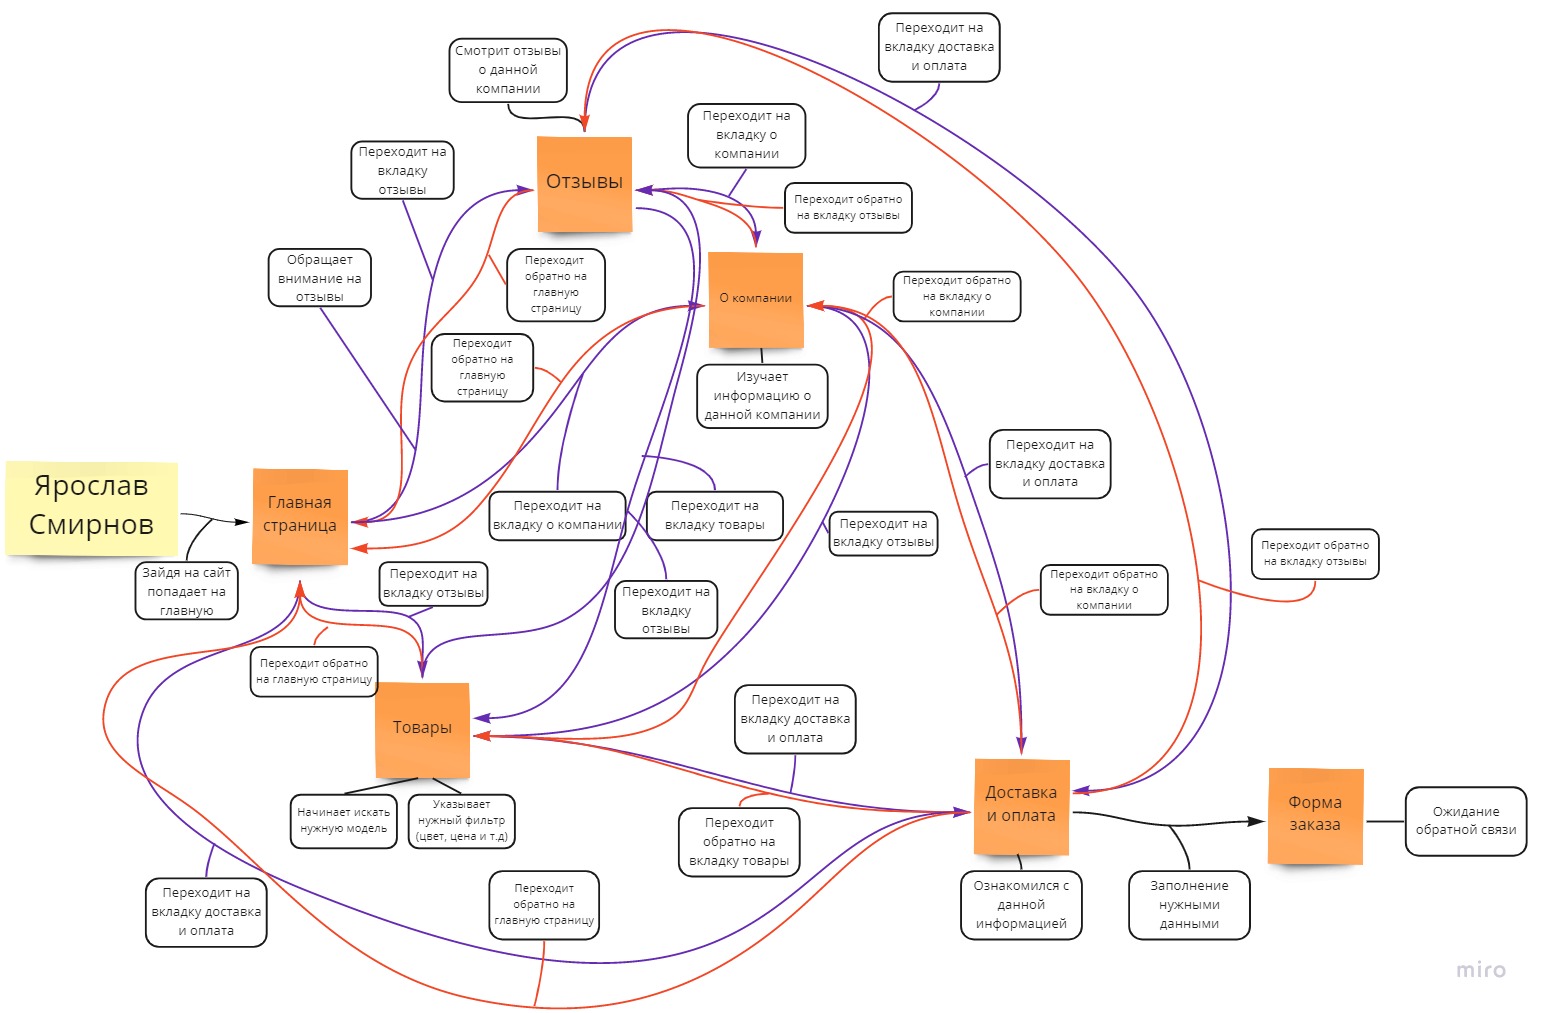 Переходит на
вкладку доставка
и оплата
Смотрит отзывы
о данной
компании
Переходит на
вкладку о
компании
Переходит на
вкладку
отзывы
Отзывы
Переходит обратно
на вкладку отзывы
Обращает
внимание на
отзывы
Переходит
обратно на
главную
страницу
О компании
Переходит обратно
на вкладку о
компании
Переходит
обратно на
главную
страницу
Изучает
информацию о
данной компании
Переходит на
вкладку доставка
и оплата
Ярослав
Смирнов
Главная
страница
Переходит на
вкладку о компании
Переходит на
вкладку товары
Переходит на
вкладку отзывы
Переходит обратно
на вкладку отзывы
Зайдя на сайт
попадает на
главную
Переходит на
вкладку отзывы
Переходит на
вкладку
отзывы
Переходит обратно
на вкладку о
компании
Переходит обратно
на главную страницу
Товары
Переходит на
вкладку доставка
и оплата
Начинает искать
нужную модель
Указывает
нужный фильтр
(цвет, цена и т.д)
Переходит
обратно на
вкладку товары
Доставка
и оплата
Форма
заказа
Ожидание
обратной связи
Переходит на
вкладку доставка
и оплата
Переходит
обратно на
главную страницу
Ознакомился с
данной
информацией
Заполнение
нужными
данными
miro